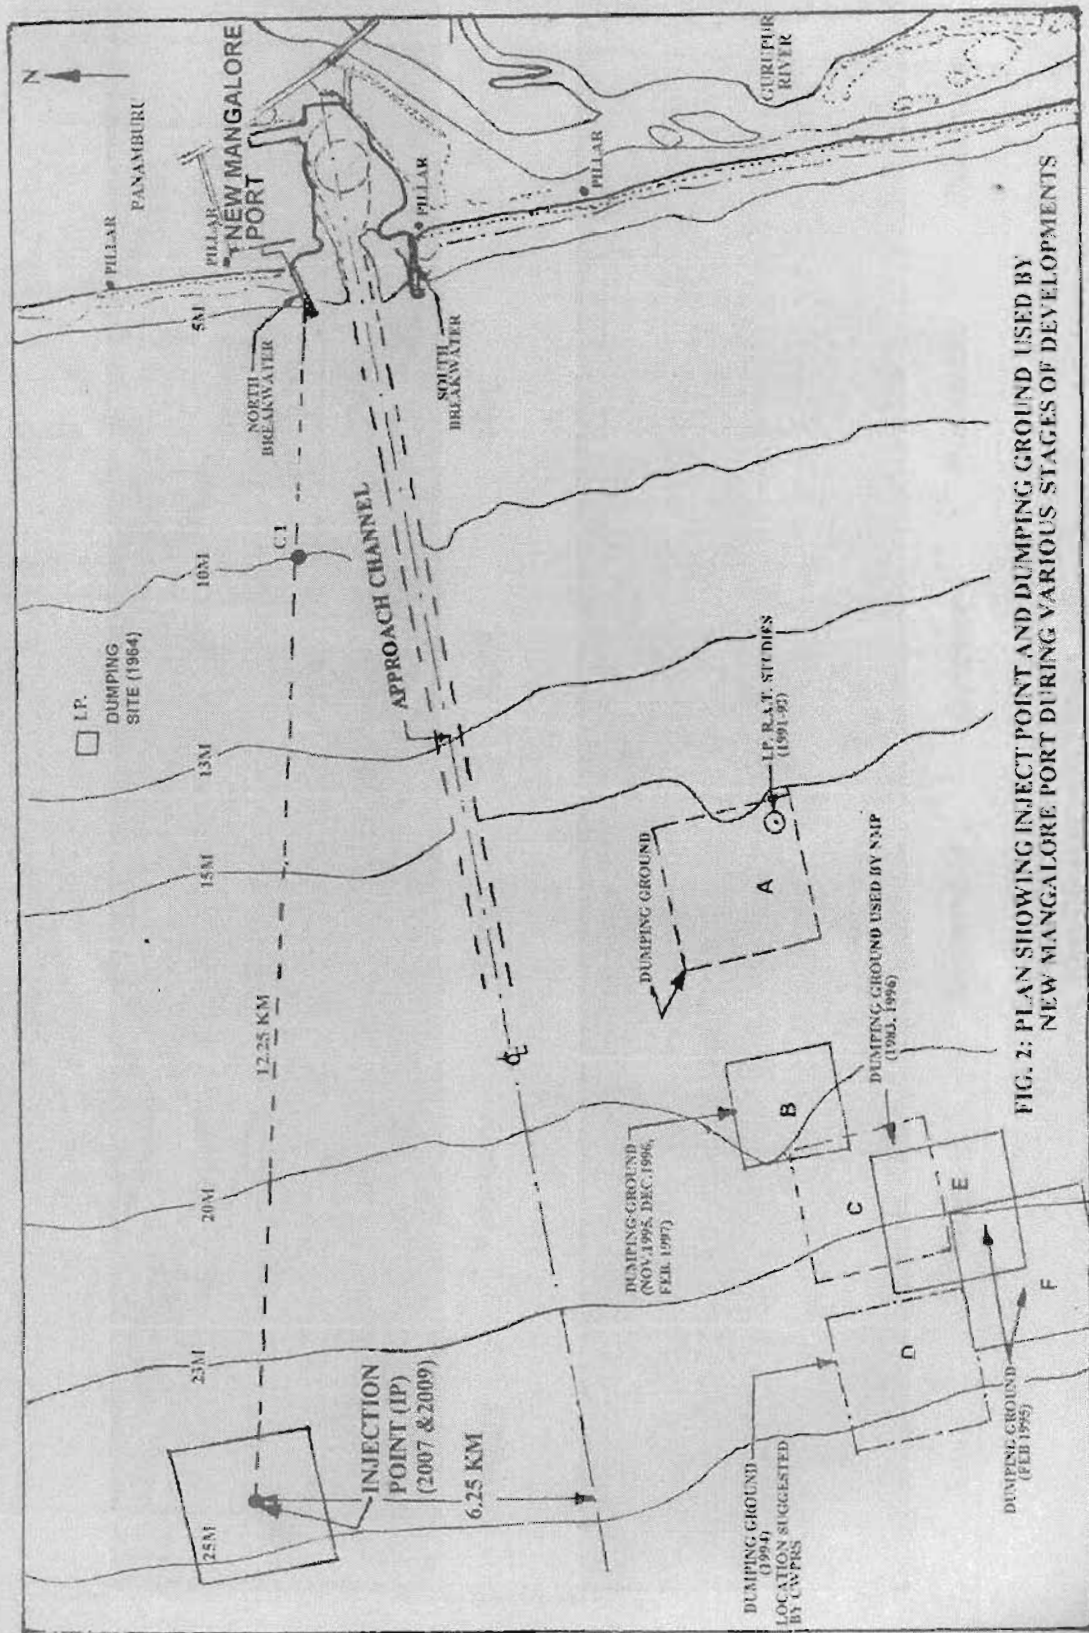 N
PILLAR
PANAMBURU
PILLAR
NEW MANGALORE
PORT
GURUPUR
RIVER
PILLAR
PILLAR
5M
NORTH
BREAKWATER
SOUTH
BREAKWATER
I.P.
DUMPING
SITE (1964)
10M
C1
13M
15M
APPROACH CHANNEL
12.25 KM
20M
23M
25M
INJECTION
POINT (IP)
(2007 &2009)
6.25 KM
DUMPING GROUND
A
I.P. R.A.T. STUDIES
(1991-92)
DUMPING GROUND
(NOV.1995, DEC.1996,
FEB. 1997)
B
DUMPING GROUND USED BY NMP
(1983, 1996)
C
E
D
F
DUMPING GROUND
(1994)
LOCATION SUGGESTED
BY CWPRS
DUMPING GROUND
(FEB 1995)
FIG. 2: PLAN SHOWING INJECT POINT AND DUMPING GROUND USED BY
NEW MANGALORE PORT DURING VARIOUS STAGES OF DEVELOPMENTS